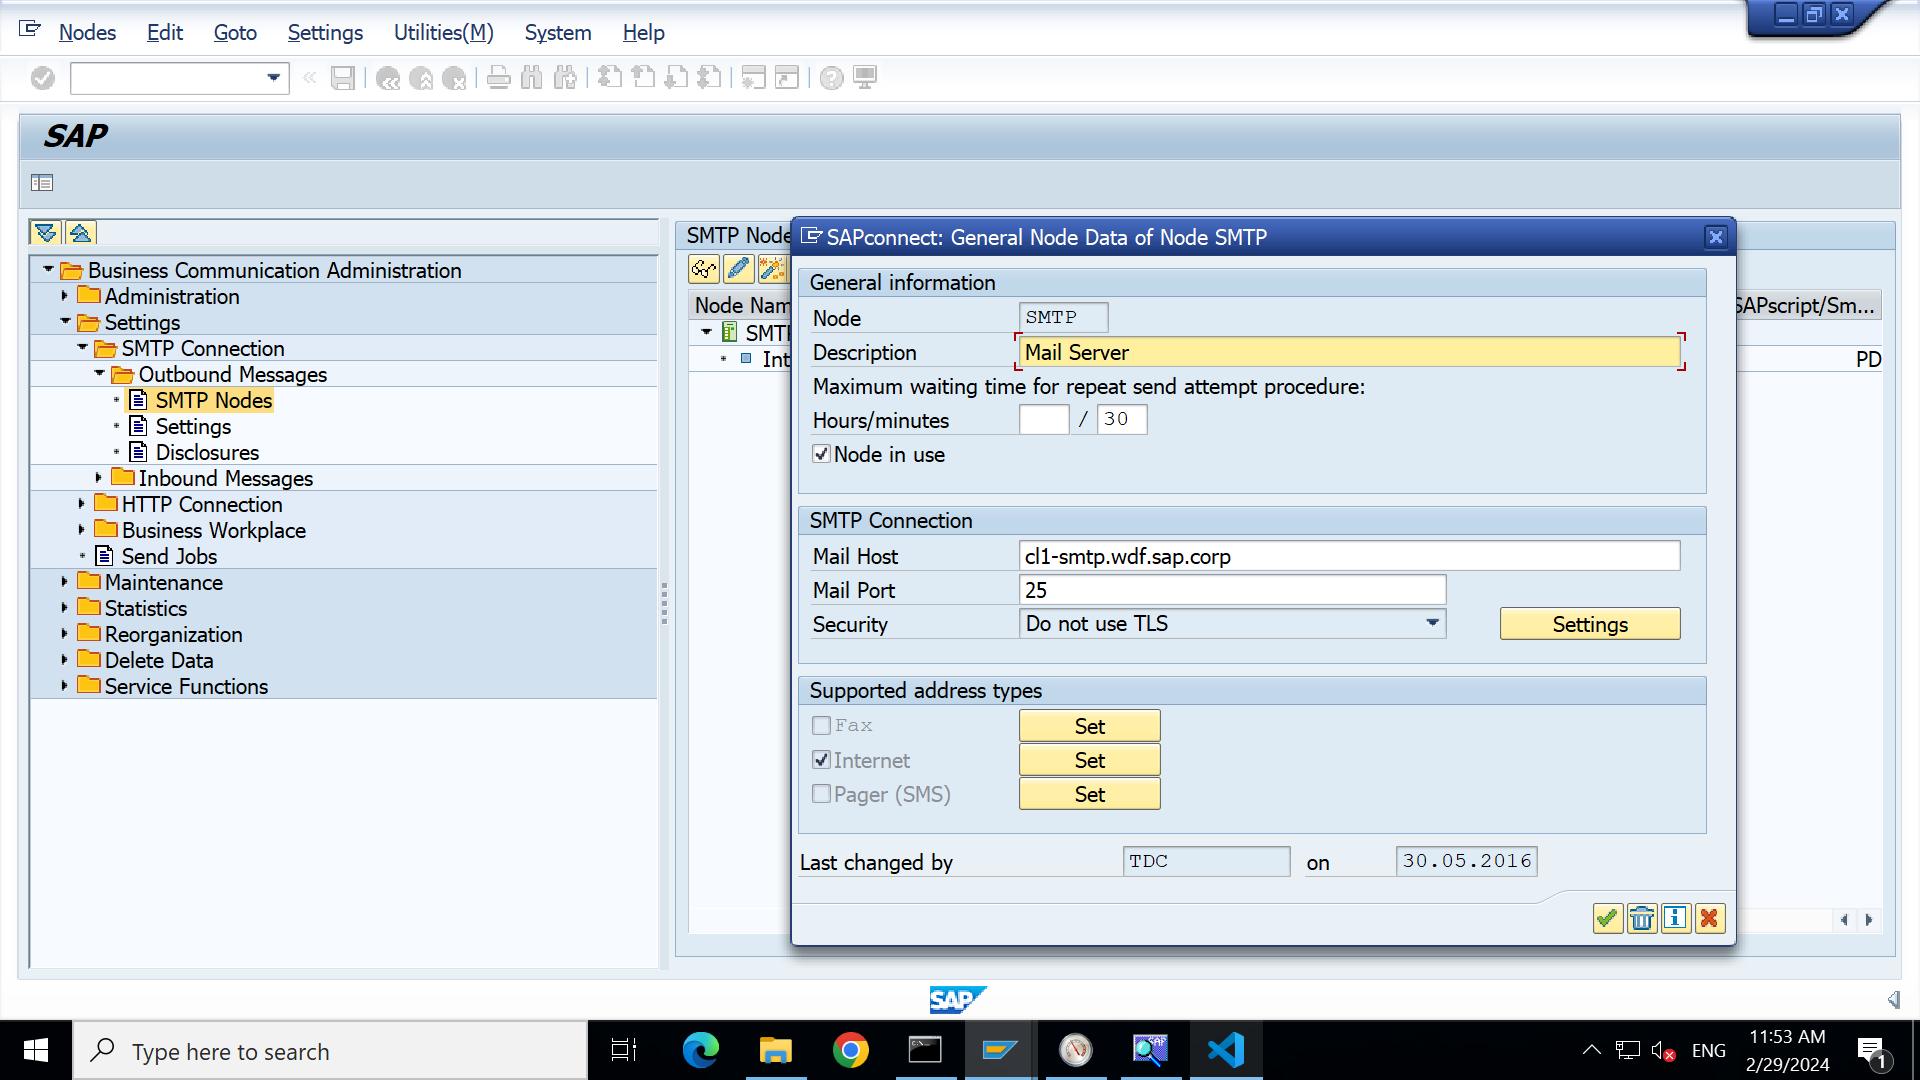 Nodes Edit Goto Settings Utilities(M) System Help
SAP
Business Communication Administration
Administration
Settings
SMTP Connection
Outbound Messages
SMTP Nodes
Settings
Disclosures
Inbound Messages
HTTP Connection
Business Workplace
Send Jobs
Maintenance
Statistics
Reorganization
Delete Data
Service Functions
SMTP Node
Node Nam
SAPscript/Sm...
SMTP
Int
PD
SAPconnect: General Node Data of Node SMTP
General information
Node SMTP
Description Mail Server
Maximum waiting time for repeat send attempt procedure:
Hours/minutes / 30
Node in use
SMTP Connection
Mail Host cl1-smtp.wdf.sap.corp
Mail Port 25
Security Do not use TLS Settings
Supported address types
Fax Set
Internet Set
Pager (SMS) Set
Last changed by TDC on 30.05.2016
SAP
Type here to search
ENG
11:53 AM
2/29/2024
1